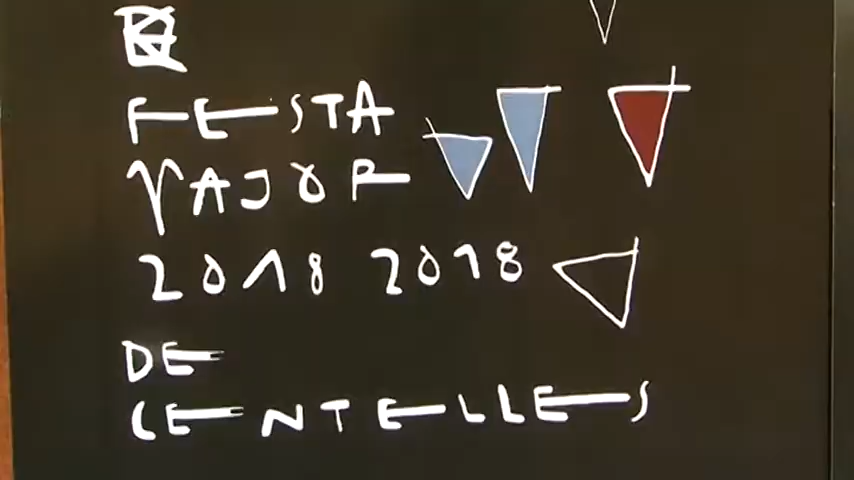 FESTA
MAJOR
2018 2018
DE
CENTELLES